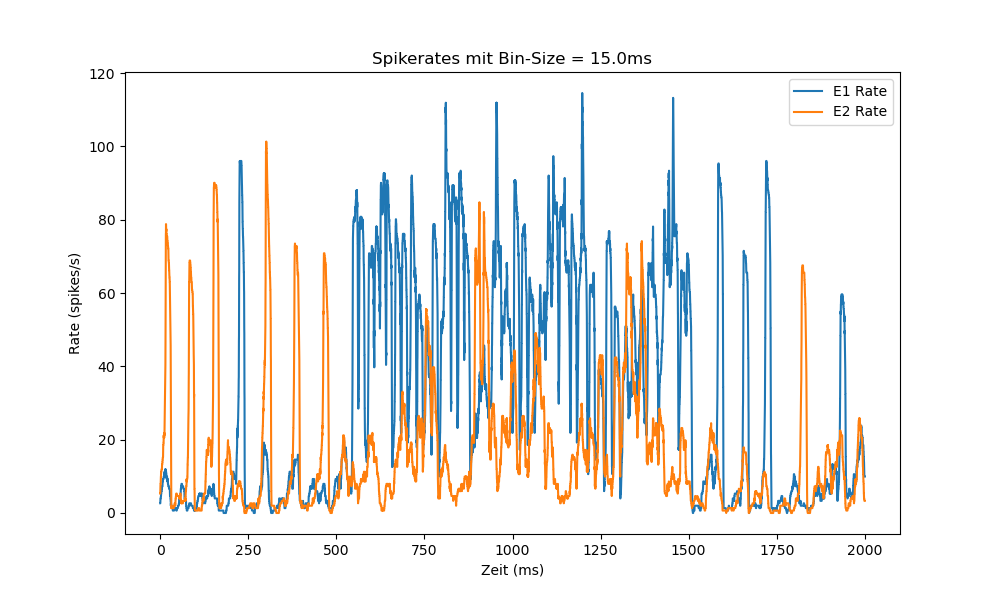 Spikerates mit Bin-Size = 15.0ms
E1 Rate
E2 Rate
Rate (spikes/s)
120
100
80
60
40
20
0
0 250 500 750 1000 1250 1500 1750 2000
Zeit (ms)